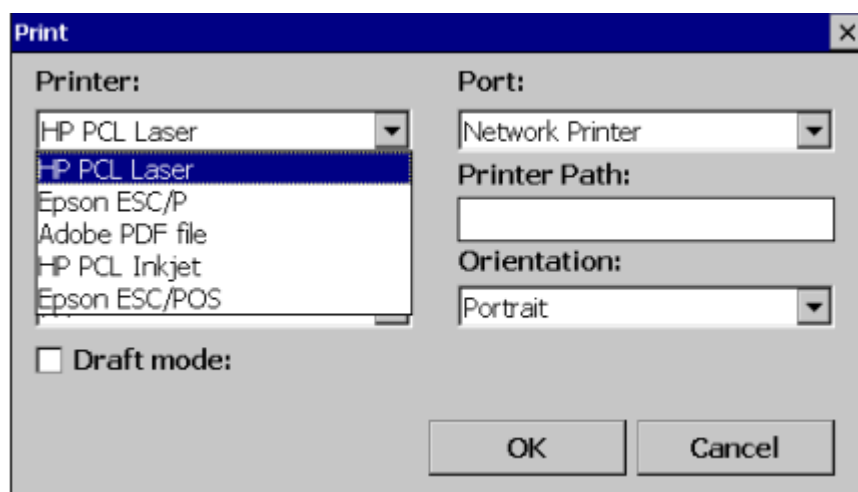 Print
Printer:
HP PCL Laser
HP PCL Laser
Epson ESC/P
Adobe PDF file
HP PCL Inkjet
Epson ESC/POS
Draft mode:
Port:
Network Printer
Printer Path:
Orientation:
Portrait
OK
Cancel